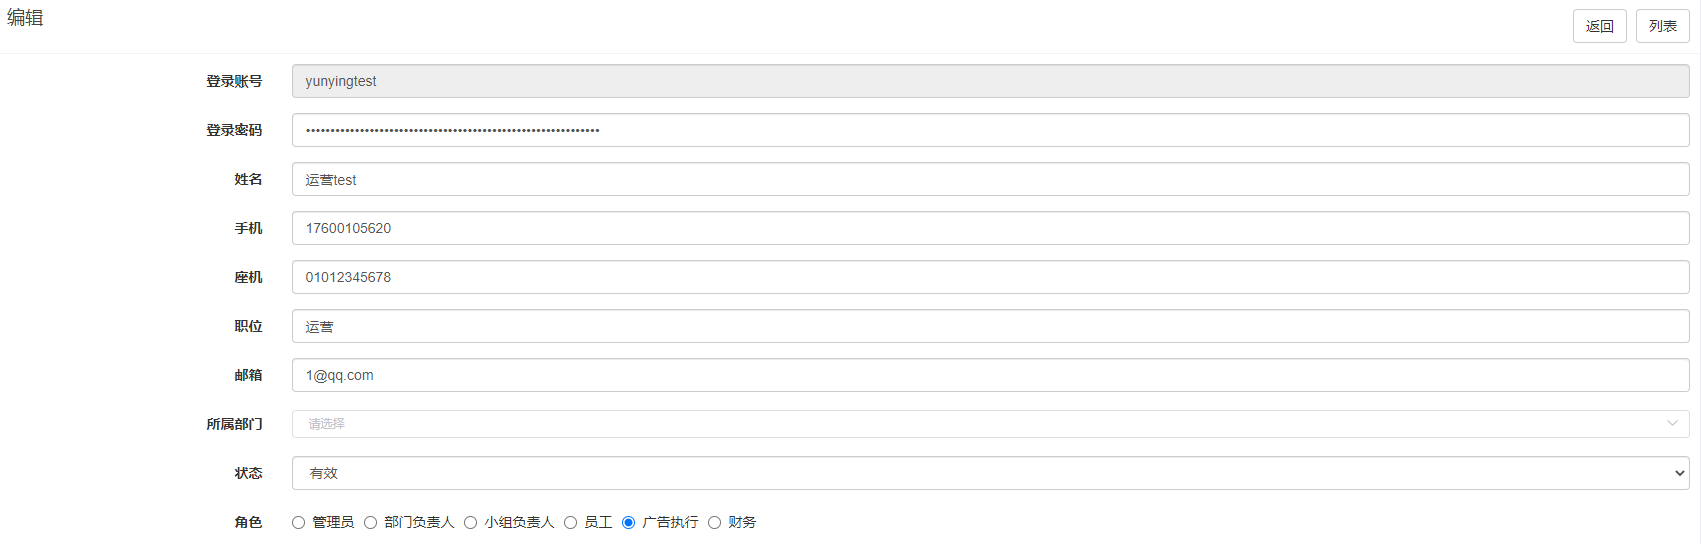 编辑
返回 列表
登录账号 yunyingtest
登录密码 ••••••••••••••••••••••••••••••••••••••••••••••••••••••••••••
姓名 运营test
手机 17600105620
座机 01012345678
职位 运营
邮箱 1@qq.com
所属部门 请选择
状态 有效
角色 管理员 部门负责人 小组负责人 员工 广告执行 财务